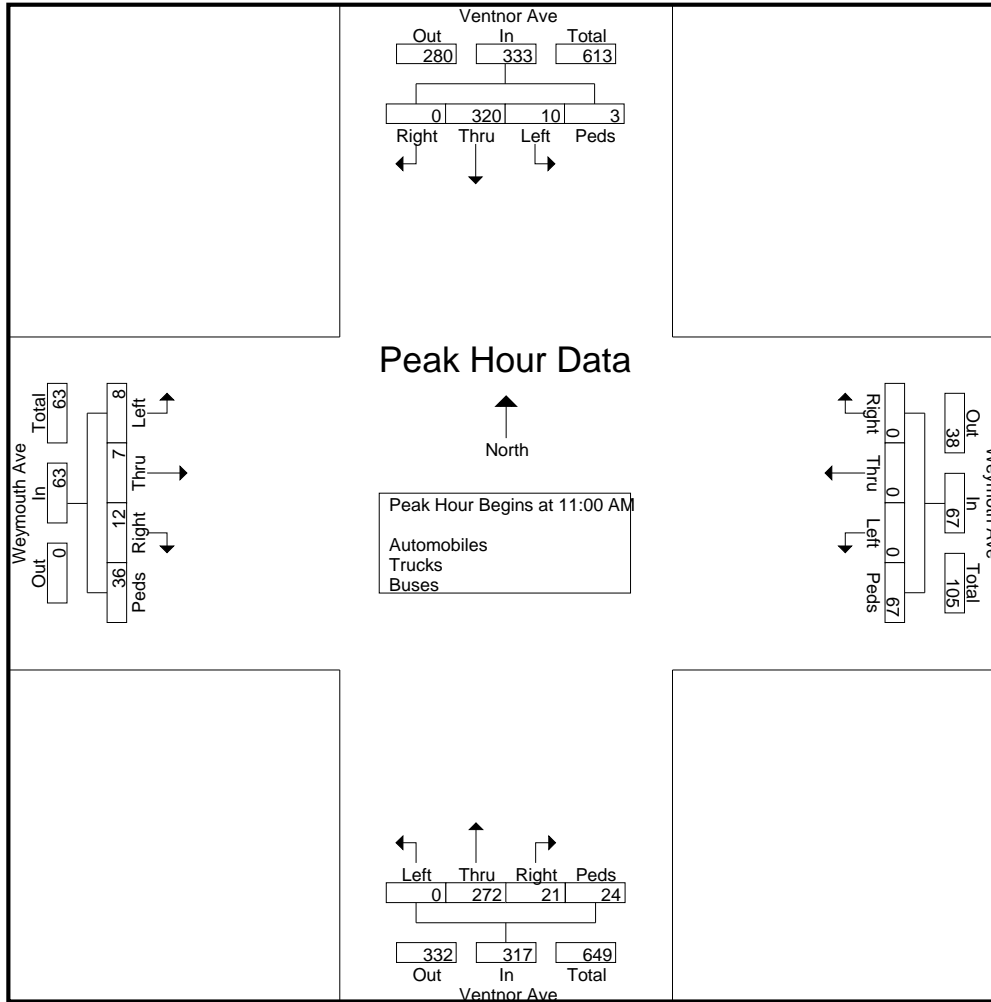 Ventnor Ave
Out In Total
280 333 613
0 320 10 3
Right Thru Left Peds
Peak Hour Data
North
Peak Hour Begins at 11:00 AM
Automobiles
Trucks
Buses
Weymouth Ave
Total In Out
63 63 0
8 7 12 36
Left Thru Right Peds
Weymouth Ave
Out In Total
38 67 105
0 0 0 67
Right Thru Left Peds
Left Thru Right Peds
0 272 21 24
332 317 649
Out In Total
Ventnor Ave